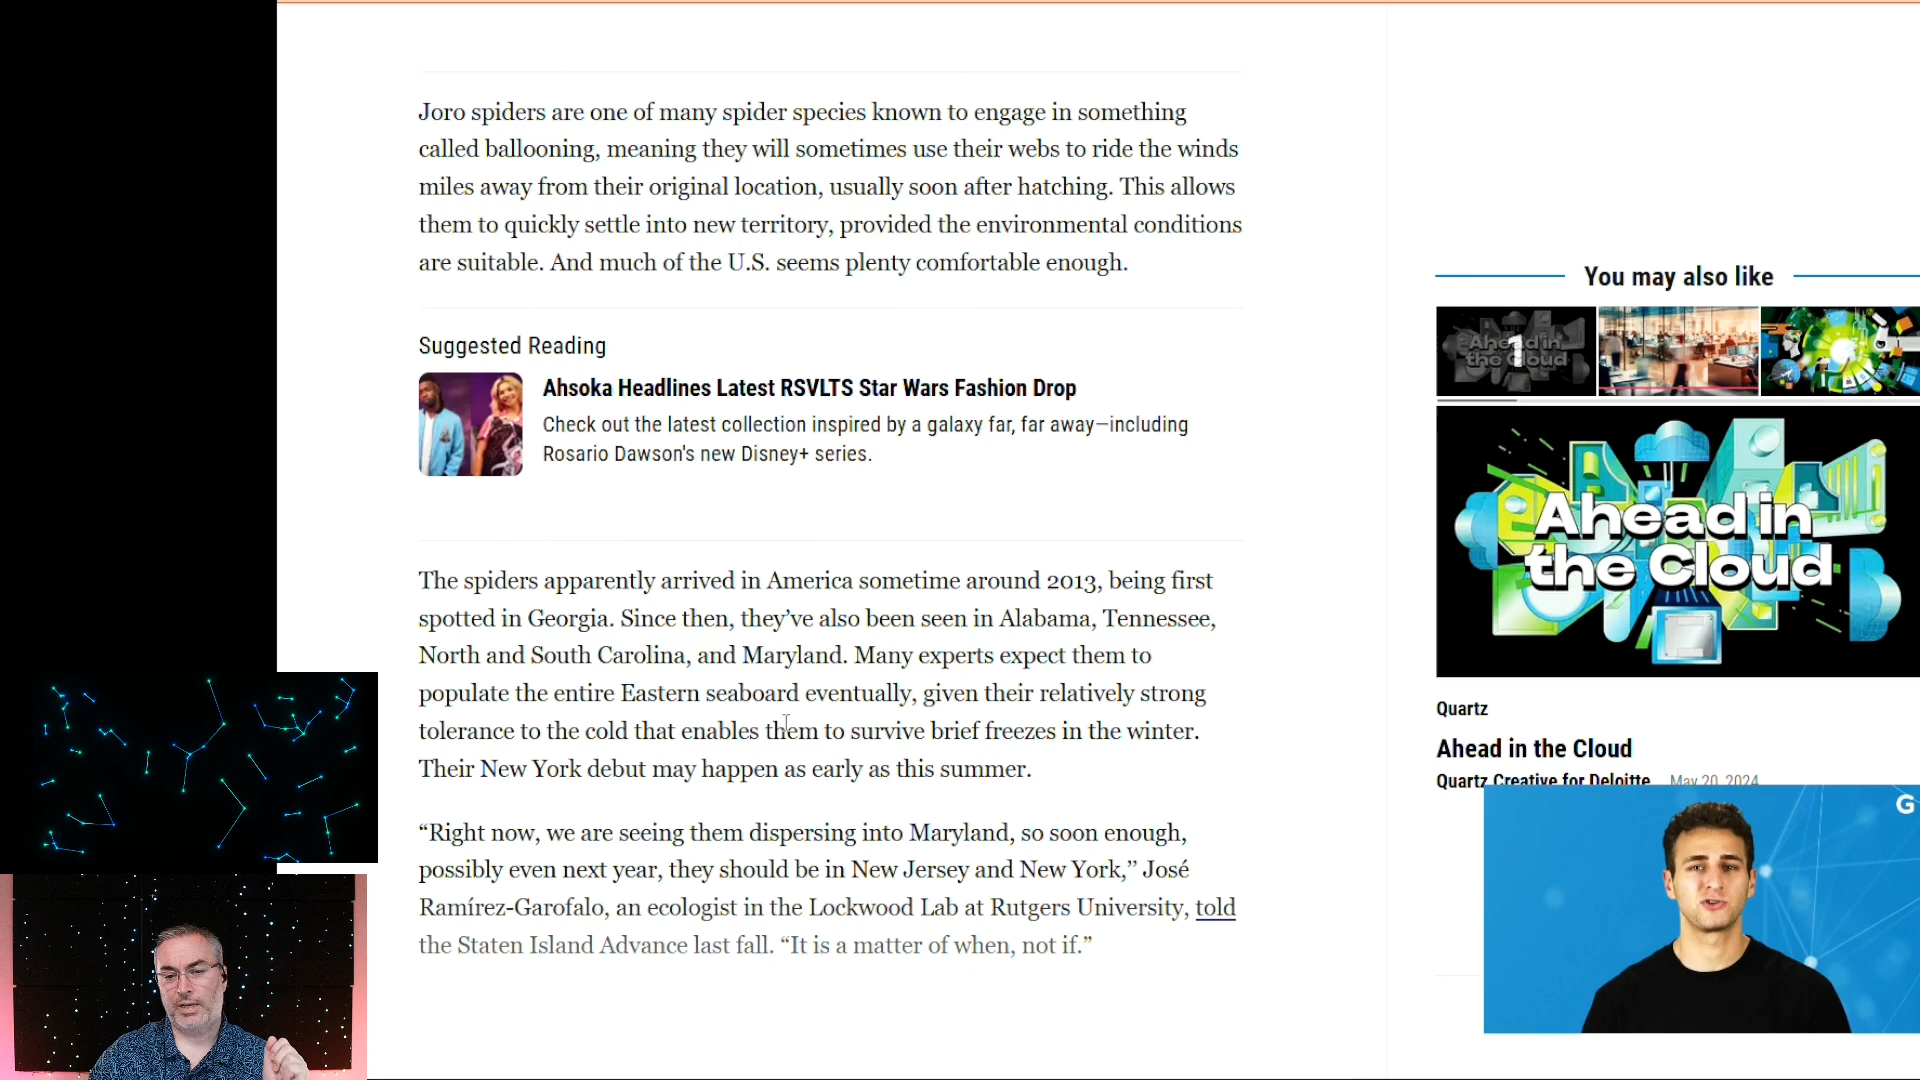 Joro spiders are one of many spider species known to engage in something
called ballooning, meaning they will sometimes use their webs to ride the winds
miles away from their original location, usually soon after hatching. This allows
them to quickly settle into new territory, provided the environmental conditions
are suitable. And much of the U.S. seems plenty comfortable enough.
Suggested Reading
Ahsoka Headlines Latest RSVLTS Star Wars Fashion Drop
Check out the latest collection inspired by a galaxy far, far away—including
Rosario Dawson's new Disney+ series.
The spiders apparently arrived in America sometime around 2013, being first
spotted in Georgia. Since then, they’ve also been seen in Alabama, Tennessee,
North and South Carolina, and Maryland. Many experts expect them to
populate the entire Eastern seaboard eventually, given their relatively strong
tolerance to the cold that enables them to survive brief freezes in the winter.
Their New York debut may happen as early as this summer.
“Right now, we are seeing them dispersing into Maryland, so soon enough,
possibly even next year, they should be in New Jersey and New York,” José
Ramírez-Garofalo, an ecologist in the Lockwood Lab at Rutgers University, told
the Staten Island Advance last fall. “It is a matter of when, not if.”
You may also like
Ahead in
the Cloud
1
Ahead in
the Cloud
Quartz
Ahead in the Cloud
Quartz Creative for Deloitte May 20, 2024
G